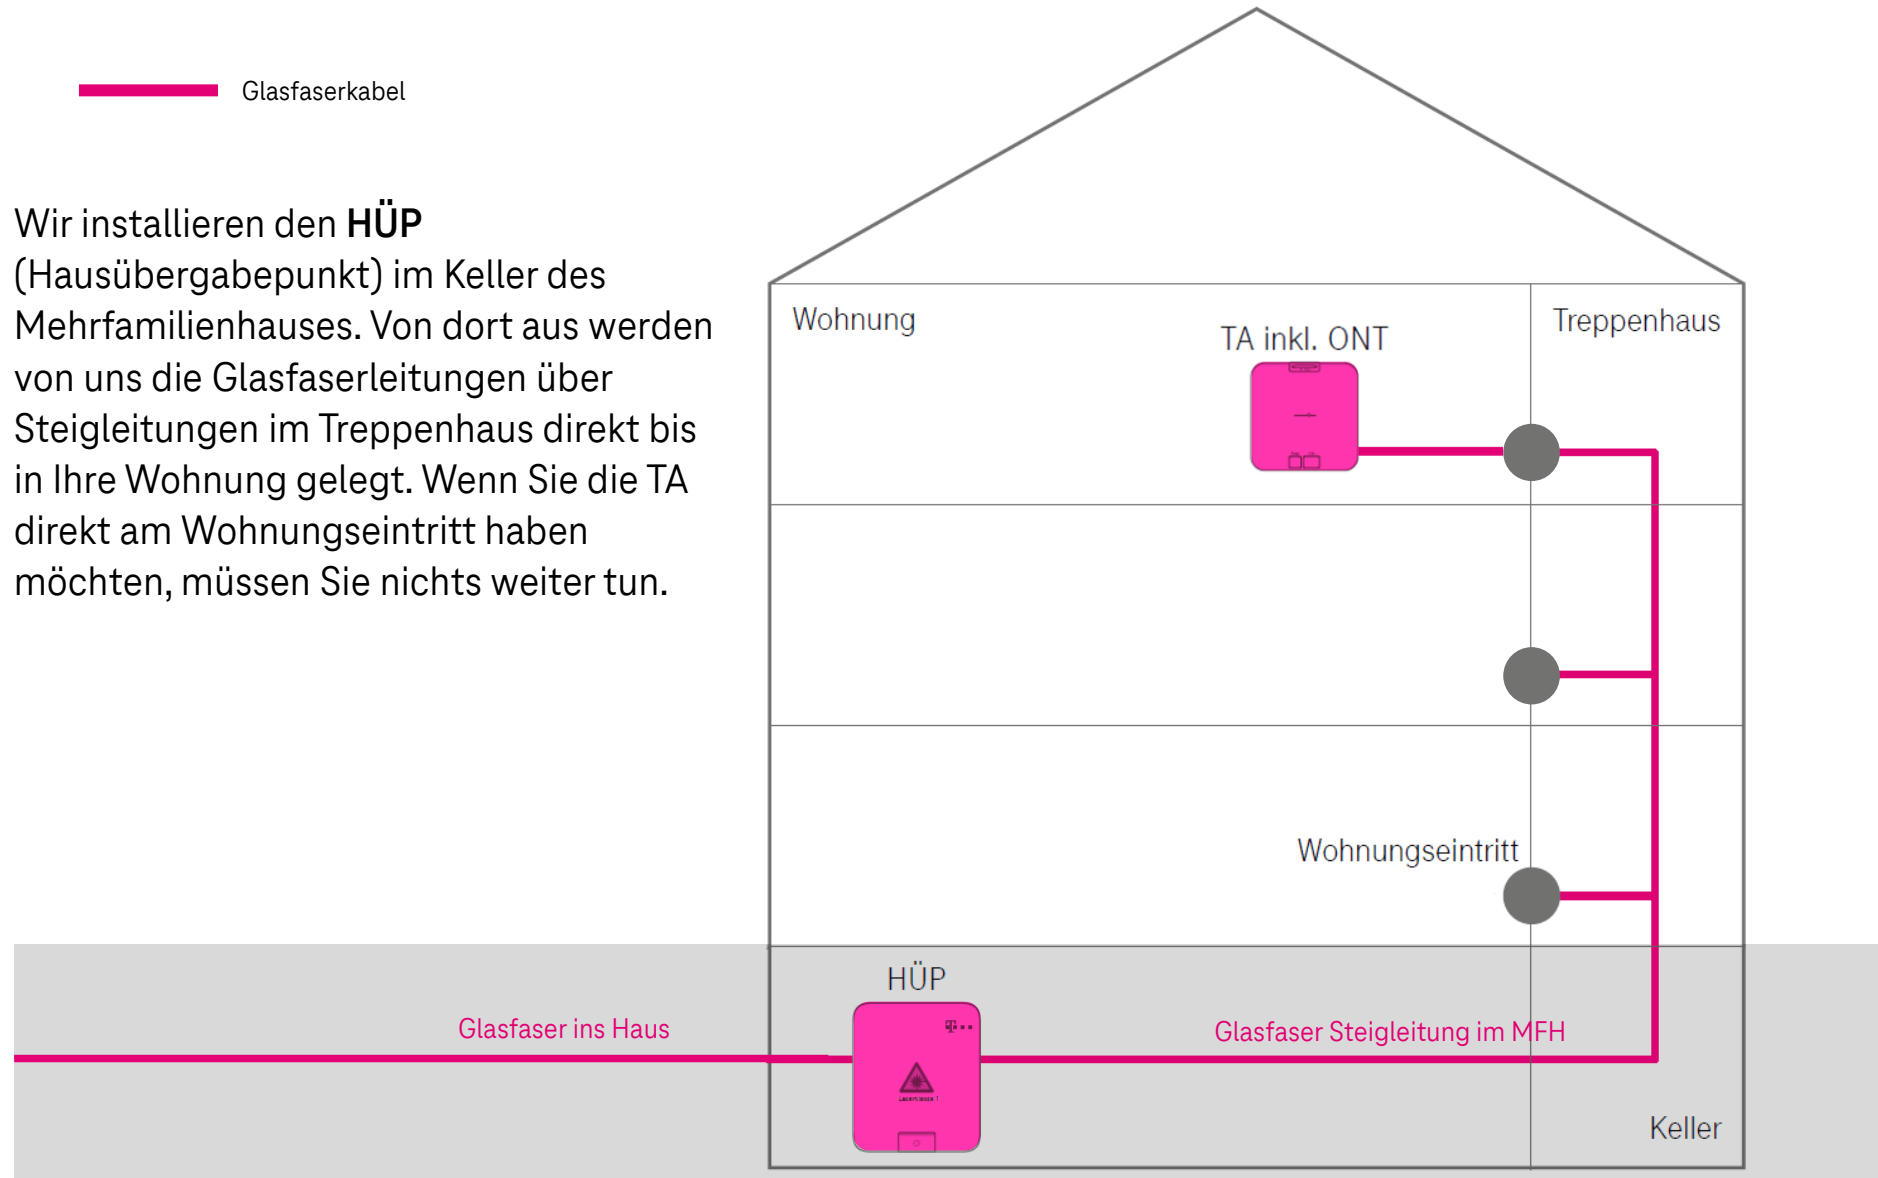 Glasfaserkabel
Wir installieren den HÜP
(Hausübergabepunkt) im Keller des
Mehrfamilienhauses. Von dort aus werden
von uns die Glasfaserleitungen über
Steigleitungen im Treppenhaus direkt bis
in Ihre Wohnung gelegt. Wenn Sie die TA
direkt am Wohnungseintritt haben
möchten, müssen Sie nichts weiter tun.
Wohnung
TA inkl. ONT
Treppenhaus
Wohnungseintritt
HÜP
Glasfaser ins Haus
T
Glasfaser Steigleitung im MFH
Keller